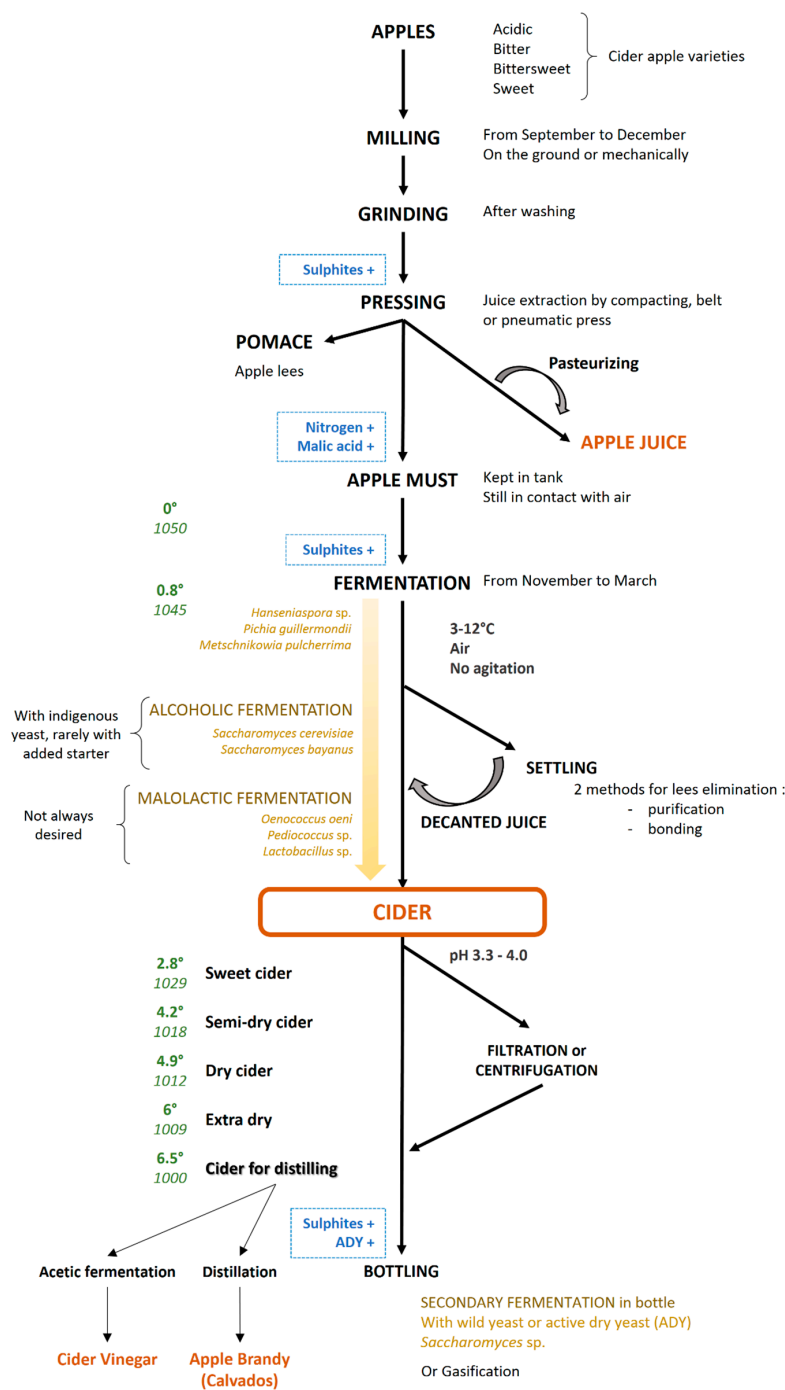 APPLES
Acidic
Bitter
Bittersweet
Sweet
Cider apple varieties
MILLING
From September to December
On the ground or mechanically
GRINDING
After washing
Sulphites +
PRESSING
Juice extraction by compacting, belt
or pneumatic press
POMACE
Apple lees
Pasteurizing
APPLE JUICE
Nitrogen +
Malic acid +
APPLE MUST
Kept in tank
Still in contact with air
0°
1050
Sulphites +
FERMENTATION
From November to March
0.8°
1045
Hanseniaspora sp.
Pichia guillermondii
Metschnikowia pulcherrima
3-12°C
Air
No agitation
With indigenous
yeast, rarely with
added starter
ALCOHOLIC FERMENTATION
Saccharomyces cerevisiae
Saccharomyces bayanus
SETTLING
2 methods for lees elimination :
- purification
- bonding
DECANTED JUICE
Not always
desired
MALOLACTIC FERMENTATION
Oenococcus oeni
Pediococcus sp.
Lactobacillus sp.
CIDER
pH 3.3 - 4.0
2.8°
1029
Sweet cider
4.2°
1018
Semi-dry cider
FILTRATION or
CENTRIFUGATION
4.9°
1012
Dry cider
6°
1009
Extra dry
6.5°
1000
Cider for distilling
Sulphites +
ADY +
Acetic fermentation
Distillation
BOTTLING
SECONDARY FERMENTATION in bottle
With wild yeast or active dry yeast (ADY)
Saccharomyces sp.
Or Gasification
Cider Vinegar
Apple Brandy
(Calvados)